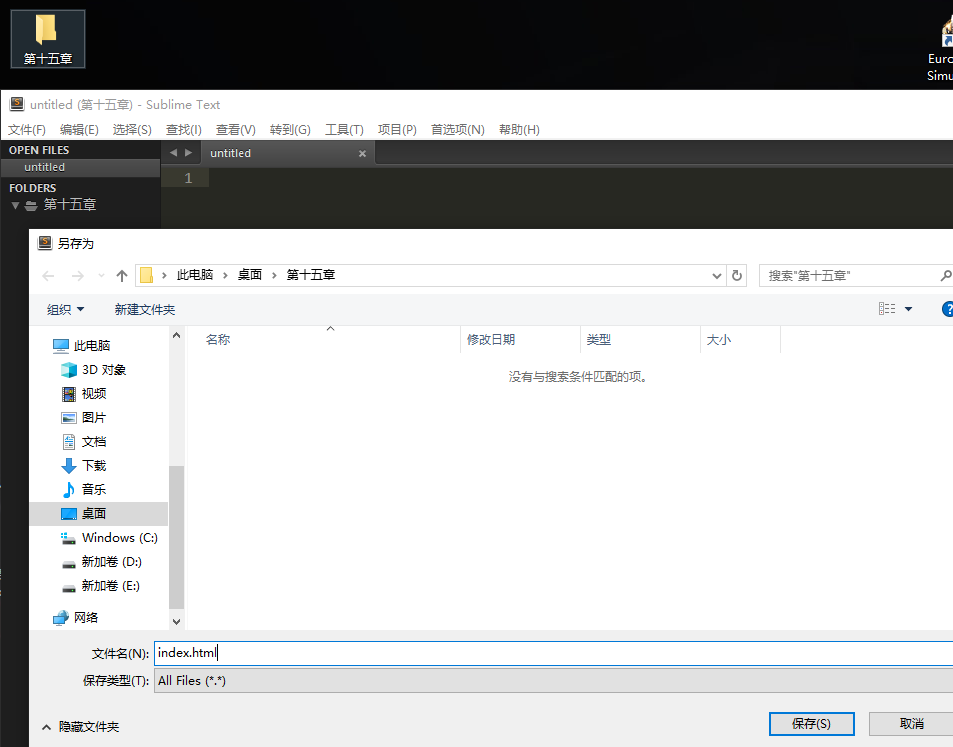 第十五章
Euro
Simu
untitled (第十五章) - Sublime Text
文件(F) 编辑(E) 选择(S) 查找(I) 查看(V) 转到(G) 工具(T) 项目(P) 首选项(N) 帮助(H)
OPEN FILES
untitled
FOLDERS
第十五章
untitled
1
另存为
此电脑 › 桌面 › 第十五章
搜索"第十五章"
组织 新建文件夹
名称 修改日期 类型 大小
没有与搜索条件匹配的项。
此电脑
3D 对象
视频
图片
文档
下载
音乐
桌面
Windows (C:)
新加卷 (D:)
新加卷 (E:)
网络
文件名(N): index.html
保存类型(T): All Files (*.*)
隐藏文件夹
保存(S) 取消